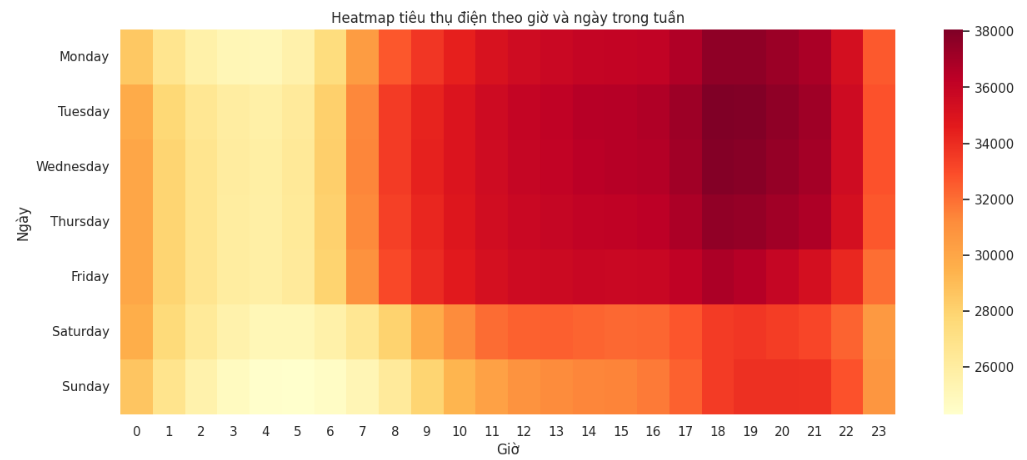 Heatmap tiêu thụ điện theo giờ và ngày trong tuần
Ngày
Monday
Tuesday
Wednesday
Thursday
Friday
Saturday
Sunday
0 1 2 3 4 5 6 7 8 9 10 11 12 13 14 15 16 17 18 19 20 21 22 23
Giờ
38000
36000
34000
32000
30000
28000
26000